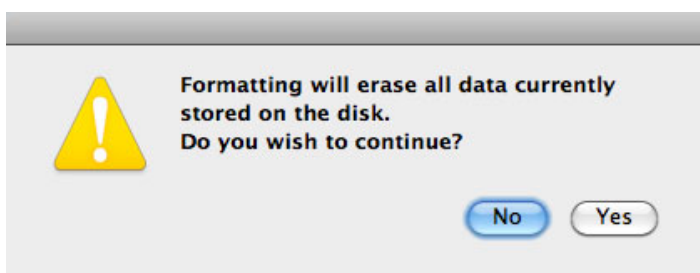 Formatting will erase all data currently
stored on the disk.
Do you wish to continue?
No Yes